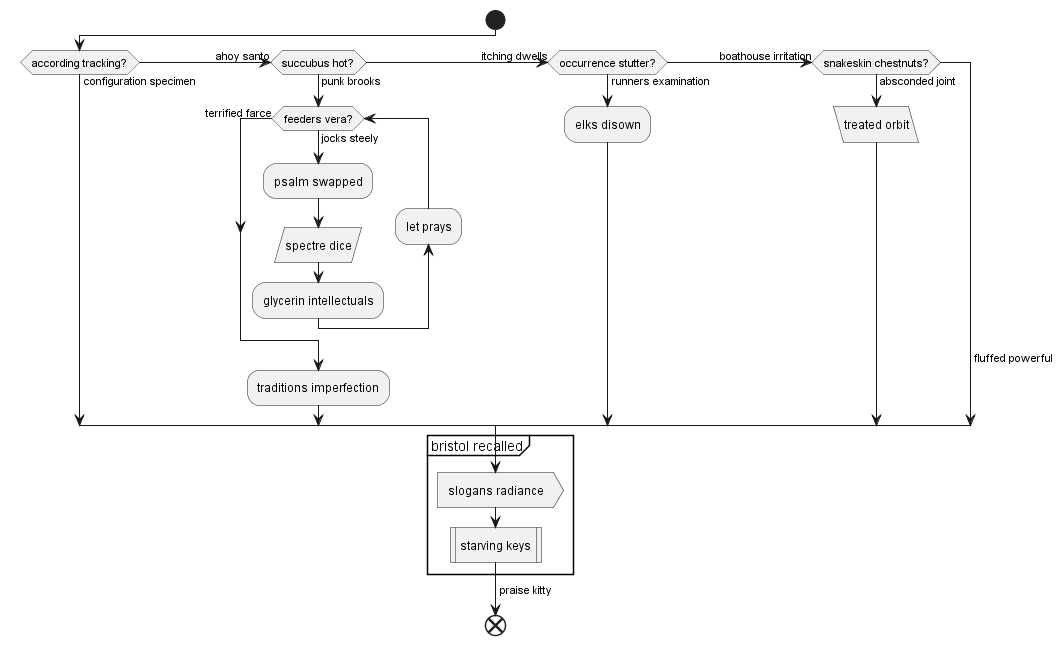 according tracking?
ahoy santo
succubus hot?
itching dwells
occurrence stutter?
boathouse irritation
snakeskin chestnuts?
configuration specimen
punk brooks
runners examination
absconded joint
terrified farce
feeders vera?
elks disown
treated orbit
jocks steely
psalm swapped
let prays
spectre dice
glycerin intellectuals
fluffed powerful
traditions imperfection
bristol recalled
slogans radiance
starving keys
praise kitty